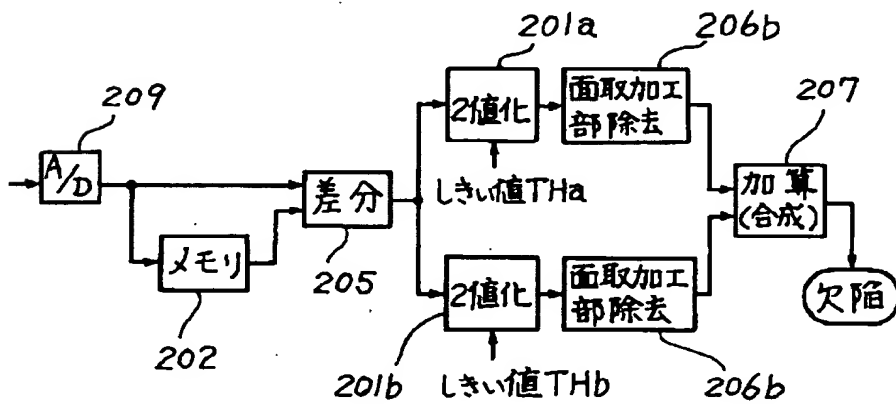 201a
206b
209
207
A/D
2値化
面取加工
部除去
差分
しきい値THa
加算
(合成)
メモリ
205
2値化
面取加工
部除去
欠陥
202
201b
しきい値THb
206b